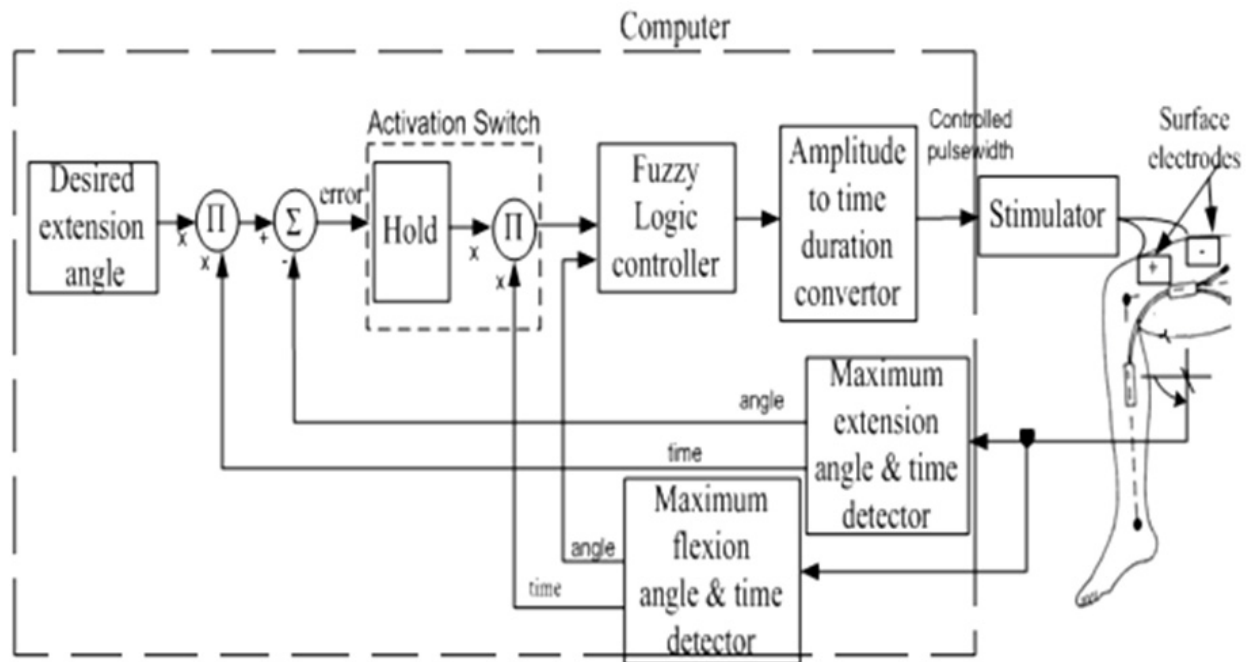 Computer
Activation Switch
Controlled
pulsewidth
Surface
electrodes
Desired
extension
angle
x
Π
x
+
Σ
-
error
Hold
x
Π
x
Fuzzy
Logic
controller
Amplitude
to time
duration
convertor
Stimulator
+
-
angle
time
Maximum
extension
angle & time
detector
angle
time
Maximum
flexion
angle & time
detector